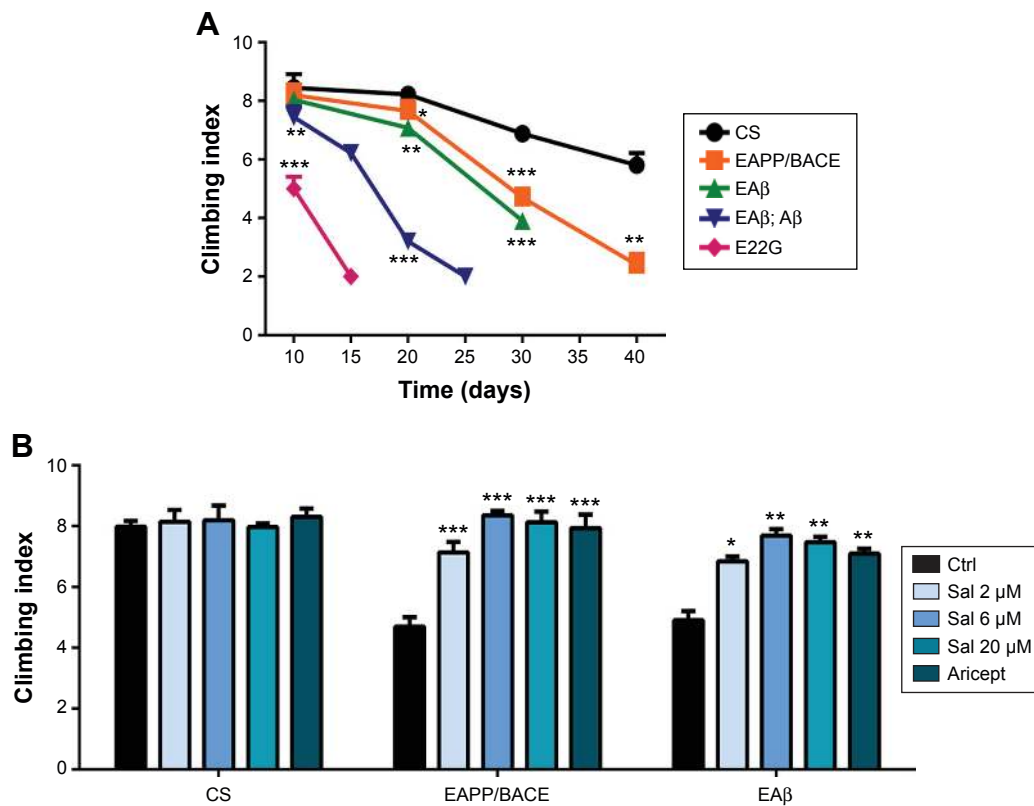 A
10
8
6
4
2
0
Climbing index
10 15 20 25 30 35 40
Time (days)
*
**
**
***
***
***
***
**
CS
EAPP/BACE
EAβ
EAβ; Aβ
E22G
B
10
8
6
4
2
0
Climbing index
*** *** *** ***
* ** ** **
CS EAPP/BACE EAβ
Ctrl
Sal 2 µM
Sal 6 µM
Sal 20 µM
Aricept